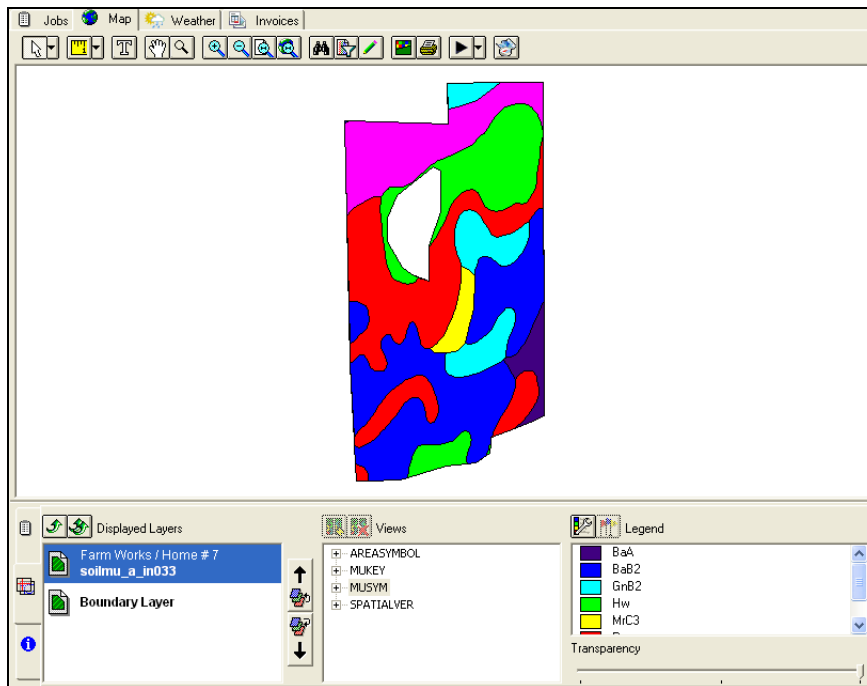 Jobs Map Weather Invoices
T
Displayed Layers
Farm Works / Home # 7
soilmu_a_in033
Boundary Layer
Views
AREASYMBOL
MUKEY
MUSYM
SPATIALVER
Legend
BaA
BaB2
GnB2
Hw
MrC3
Transparency